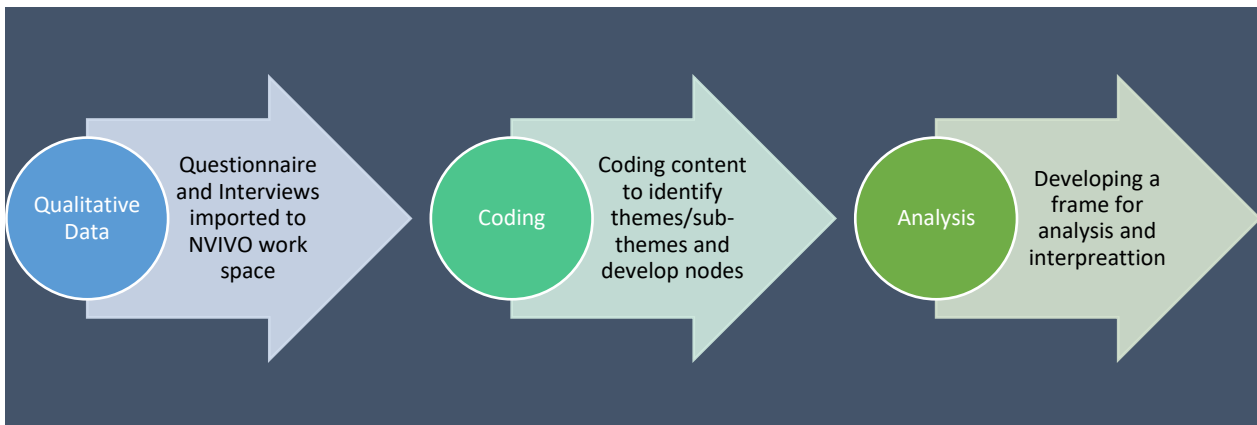 Qualitative
Data
Questionnaire
and Interviews
imported to
NVIVO work
space
Coding
Coding content
to identify
themes/sub-
themes and
develop nodes
Analysis
Developing a
frame for
analysis and
interpreattion